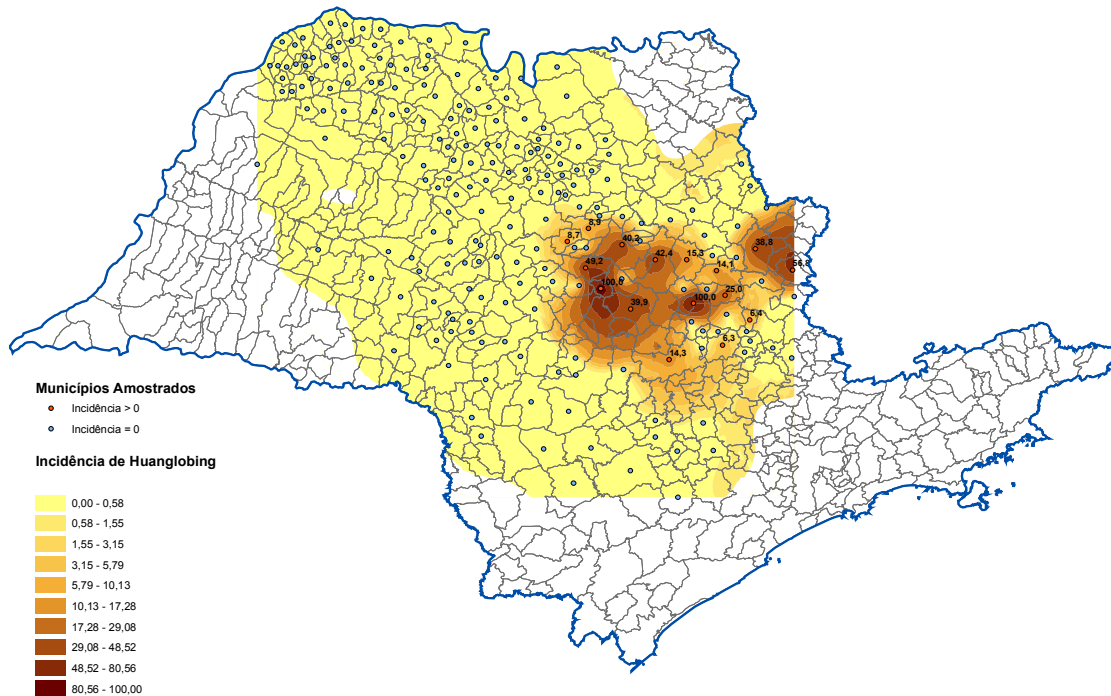 8,9
8,7
40,2
38,8
42,4
15,3
14,1
56,8
49,2
100,0
25,0
100,0
39,9
6,4
6,3
14,3
Municípios Amostrados
Incidência > 0
Incidência = 0
Incidência de Huanglobing
0,00 - 0,58
0,58 - 1,55
1,55 - 3,15
3,15 - 5,79
5,79 - 10,13
10,13 - 17,28
17,28 - 29,08
29,08 - 48,52
48,52 - 80,56
80,56 - 100,00